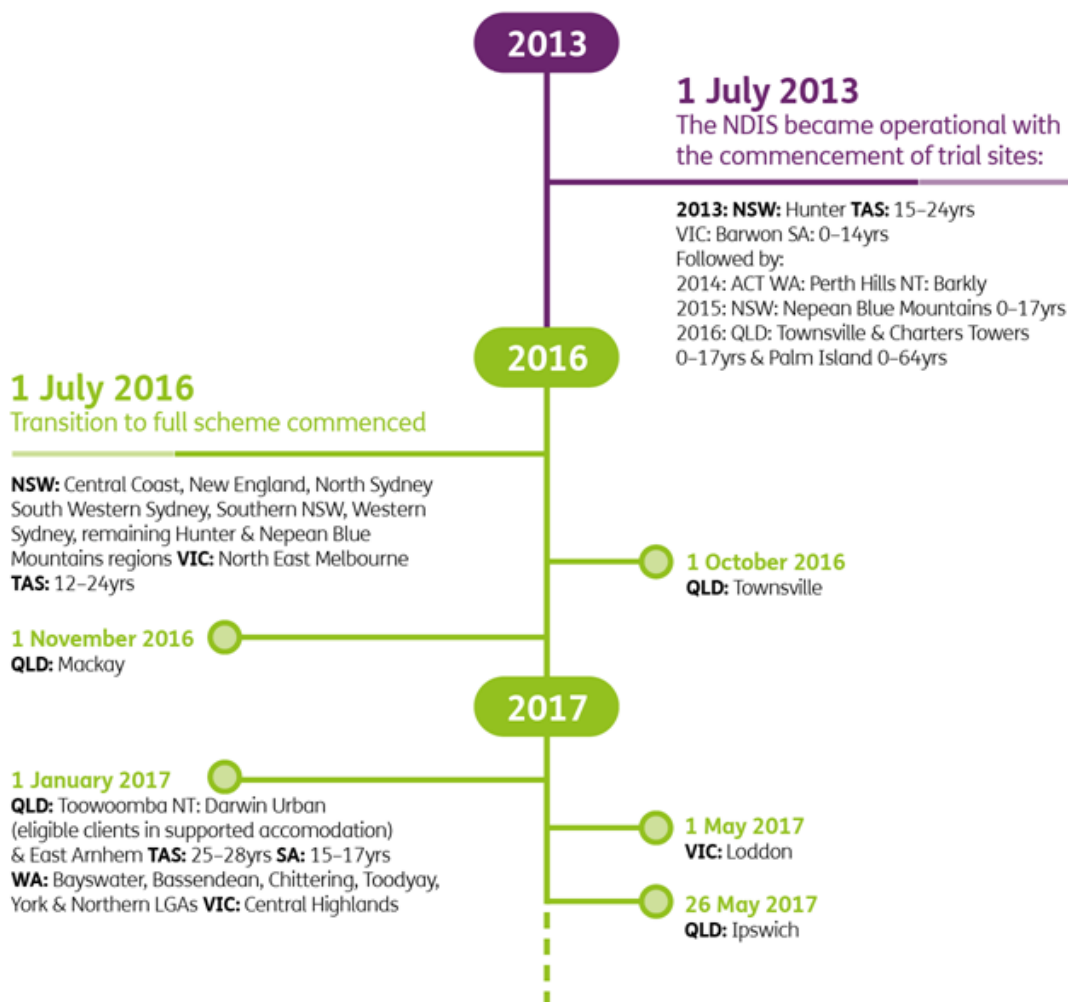 2013
1 July 2013
The NDIS became operational with
the commencement of trial sites:
2013: NSW: Hunter TAS: 15–24yrs
VIC: Barwon SA: 0–14yrs
Followed by:
2014: ACT WA: Perth Hills NT: Barkly
2015: NSW: Nepean Blue Mountains 0–17yrs
2016: QLD: Townsville & Charters Towers
0–17yrs & Palm Island 0–64yrs
2016
1 July 2016
Transition to full scheme commenced
NSW: Central Coast, New England, North Sydney
South Western Sydney, Southern NSW, Western
Sydney, remaining Hunter & Nepean Blue
Mountains regions VIC: North East Melbourne
TAS: 12–24yrs
1 October 2016
QLD: Townsville
1 November 2016
QLD: Mackay
2017
1 January 2017
QLD: Toowoomba NT: Darwin Urban
(eligible clients in supported accomodation)
& East Arnhem TAS: 25–28yrs SA: 15–17yrs
WA: Bayswater, Bassendean, Chittering, Toodyay,
York & Northern LGAs VIC: Central Highlands
1 May 2017
VIC: Loddon
26 May 2017
QLD: Ipswich